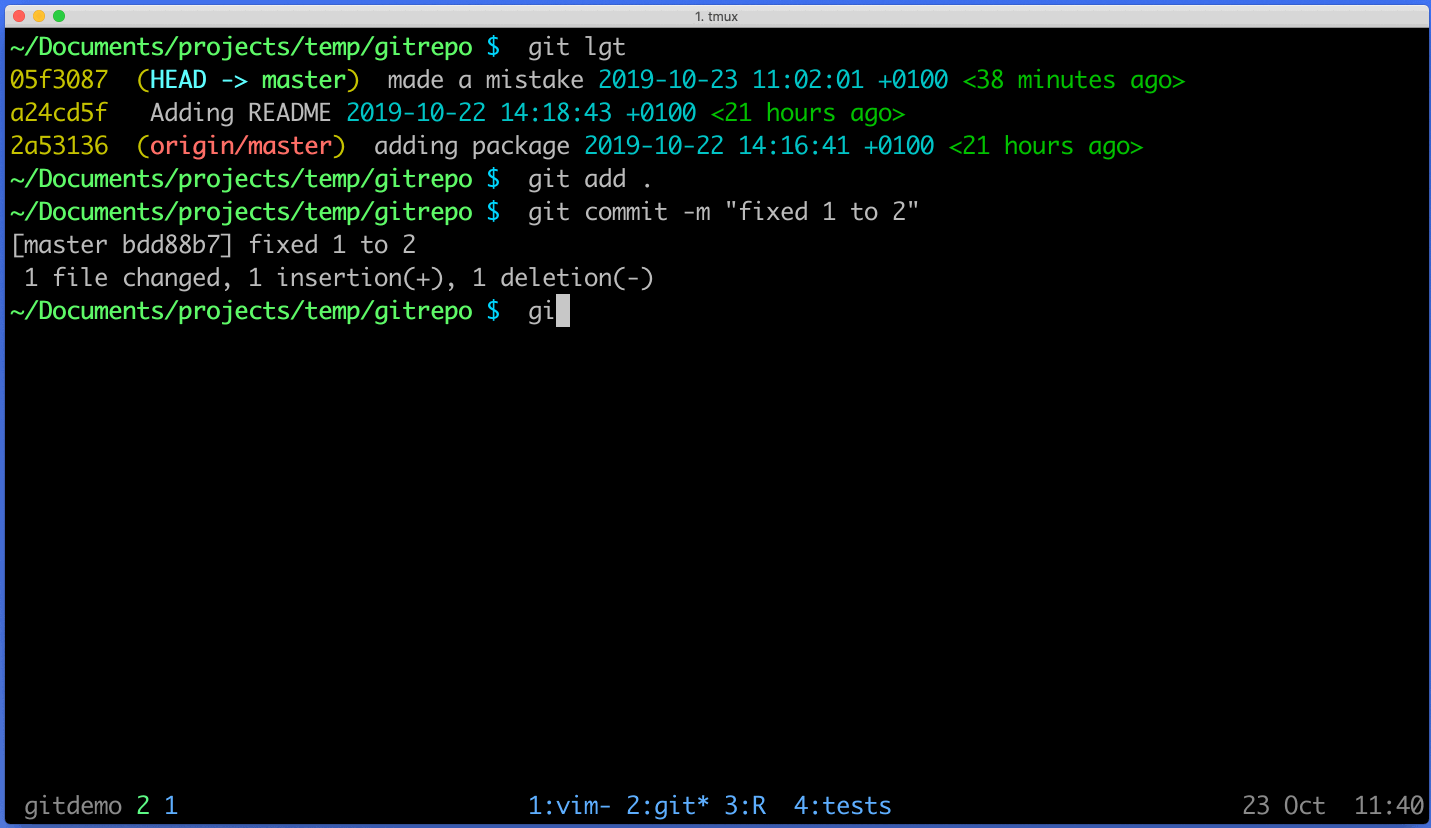 1. tmux
~/Documents/projects/temp/gitrepo $  git lgt
05f3087  (HEAD -> master)  made a mistake 2019-10-23 11:02:01 +0100 <38 minutes ago>
a24cd5f   Adding README 2019-10-22 14:18:43 +0100 <21 hours ago>
2a53136  (origin/master)  adding package 2019-10-22 14:16:41 +0100 <21 hours ago>
~/Documents/projects/temp/gitrepo $  git add .
~/Documents/projects/temp/gitrepo $  git commit -m "fixed 1 to 2"
[master bdd88b7] fixed 1 to 2
 1 file changed, 1 insertion(+), 1 deletion(-)
~/Documents/projects/temp/gitrepo $  gi
gitdemo 2 1 1:vim- 2:git* 3:R  4:tests 23 Oct  11:40